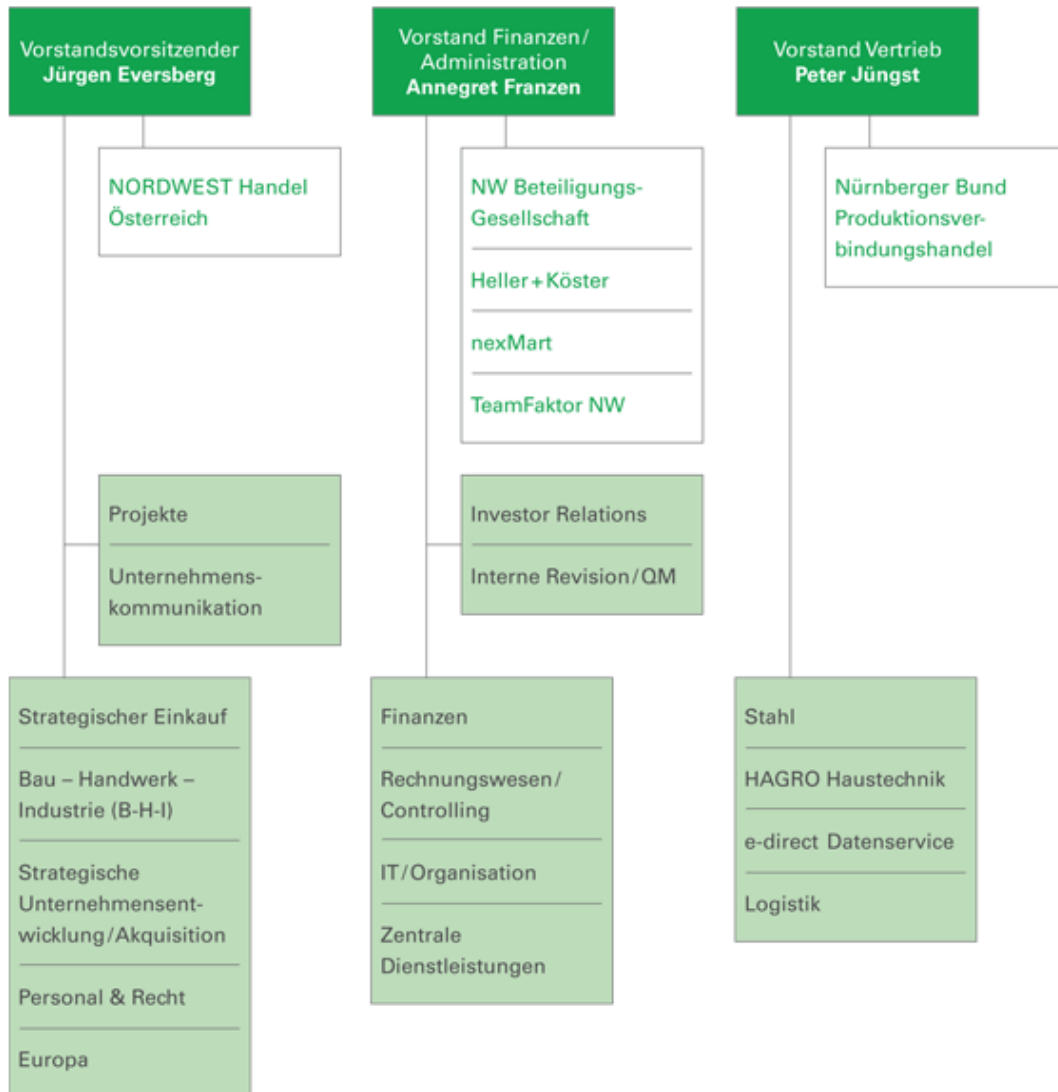 Vorstandsvorsitzender
Jürgen Eversberg
NORDWEST Handel
Österreich
Projekte
Unternehmens-
kommunikation
Strategischer Einkauf
Bau – Handwerk –
Industrie (B-H-I)
Strategische
Unternehmensent-
wicklung/Akquisition
Personal & Recht
Europa
Vorstand Finanzen/
Administration
Annegret Franzen
NW Beteiligungs-
Gesellschaft
Heller+Köster
nexMart
TeamFaktor NW
Investor Relations
Interne Revision/QM
Finanzen
Rechnungswesen/
Controlling
IT/Organisation
Zentrale
Dienstleistungen
Vorstand Vertrieb
Peter Jüngst
Nürnberger Bund
Produktionsver-
bindungshandel
Stahl
HAGRO Haustechnik
e-direct Datenservice
Logistik